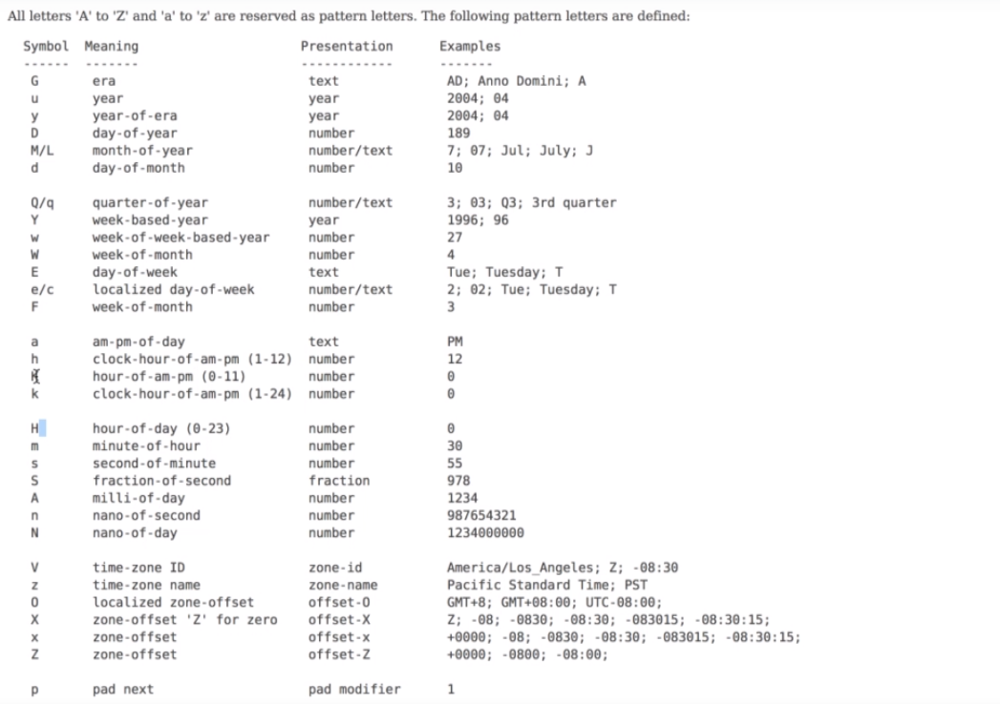 All letters 'A' to 'Z' and 'a' to 'z' are reserved as pattern letters. The following pattern letters are defined:
Symbol Meaning Presentation Examples
------ ------- ------------ -------
G era text AD; Anno Domini; A
u year year 2004; 04
y year-of-era year 2004; 04
D day-of-year number 189
M/L month-of-year number/text 7; 07; Jul; July; J
d day-of-month number 10
Q/q quarter-of-year number/text 3; 03; Q3; 3rd quarter
Y week-based-year year 1996; 96
w week-of-week-based-year number 27
W week-of-month number 4
E day-of-week text Tue; Tuesday; T
e/c localized day-of-week number/text 2; 02; Tue; Tuesday; T
F week-of-month number 3
a am-pm-of-day text PM
h clock-hour-of-am-pm (1-12) number 12
hour-of-am-pm (0-11) number 0
k clock-hour-of-am-pm (1-24) number 0
H hour-of-day (0-23) number 0
m minute-of-hour number 30
s second-of-minute number 55
S fraction-of-second fraction 978
A milli-of-day number 1234
n nano-of-second number 987654321
N nano-of-day number 1234000000
V time-zone ID zone-id America/Los_Angeles; Z; -08:30
z time-zone name zone-name Pacific Standard Time; PST
O localized zone-offset offset-O GMT+8; GMT+08:00; UTC-08:00;
X zone-offset 'Z' for zero offset-X Z; -08; -0830; -08:30; -083015; -08:30:15;
x zone-offset offset-x +0000; -08; -0830; -08:30; -083015; -08:30:15;
Z zone-offset offset-Z +0000; -0800; -08:00;
p pad next pad modifier 1